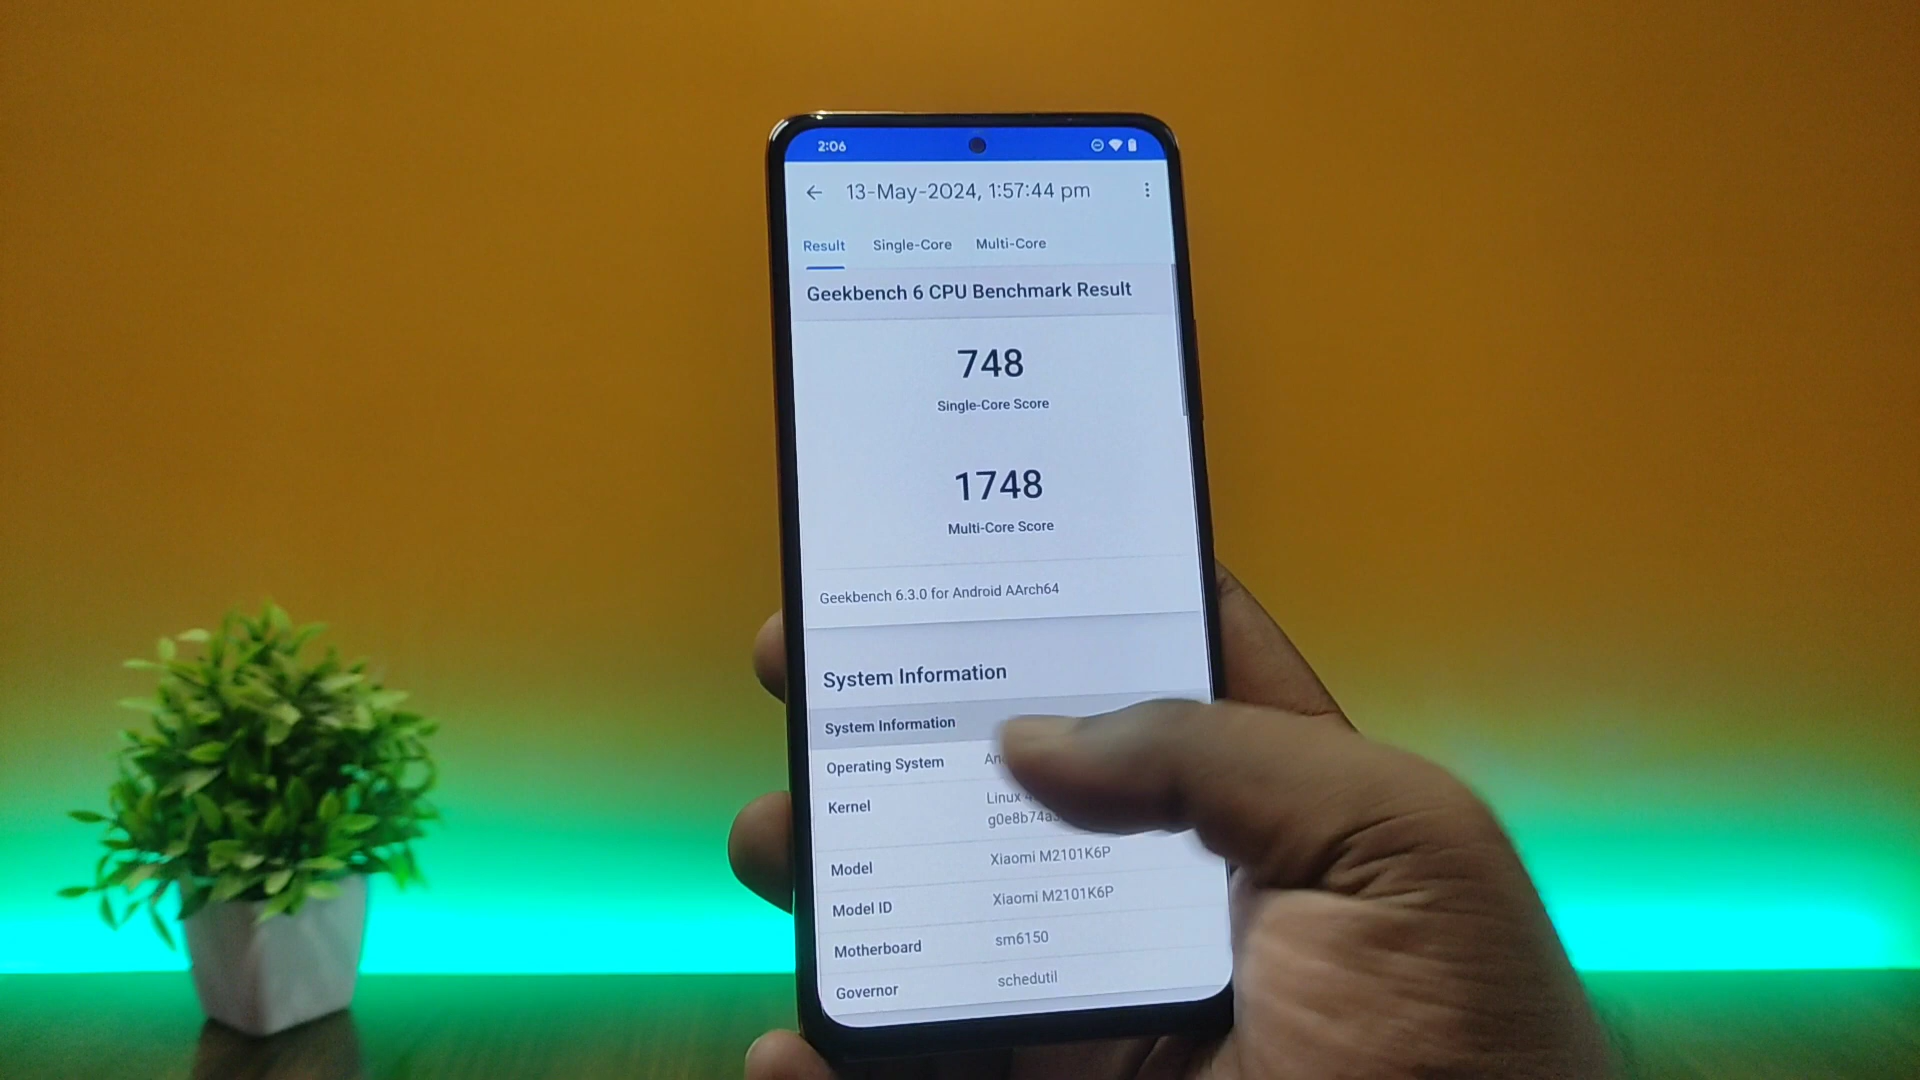 2:06
13-May-2024, 1:57:44 pm
Result Single-Core Multi-Core
Geekbench 6 CPU Benchmark Result
748
Single-Core Score
1748
Multi-Core Score
Geekbench 6.3.0 for Android AArch64
System Information
System Information
Operating System
Kernel Linux
Model Xiaomi M2101K6P
Model ID Xiaomi M2101K6P
Motherboard sm6150
Governor schedutil